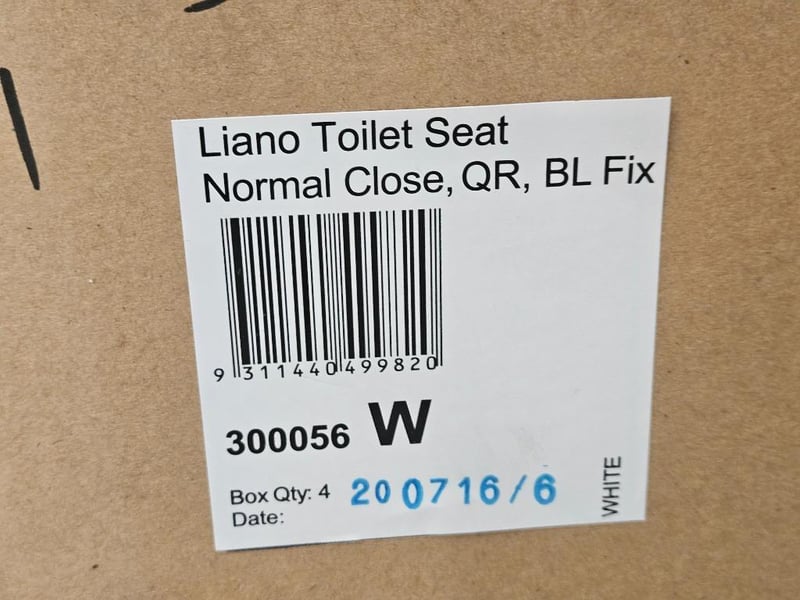 Liano Toilet Seat
Normal Close, QR, BL Fix
9 311440 499820
300056 W
Box Qty: 4 200716/6
Date:
WHITE